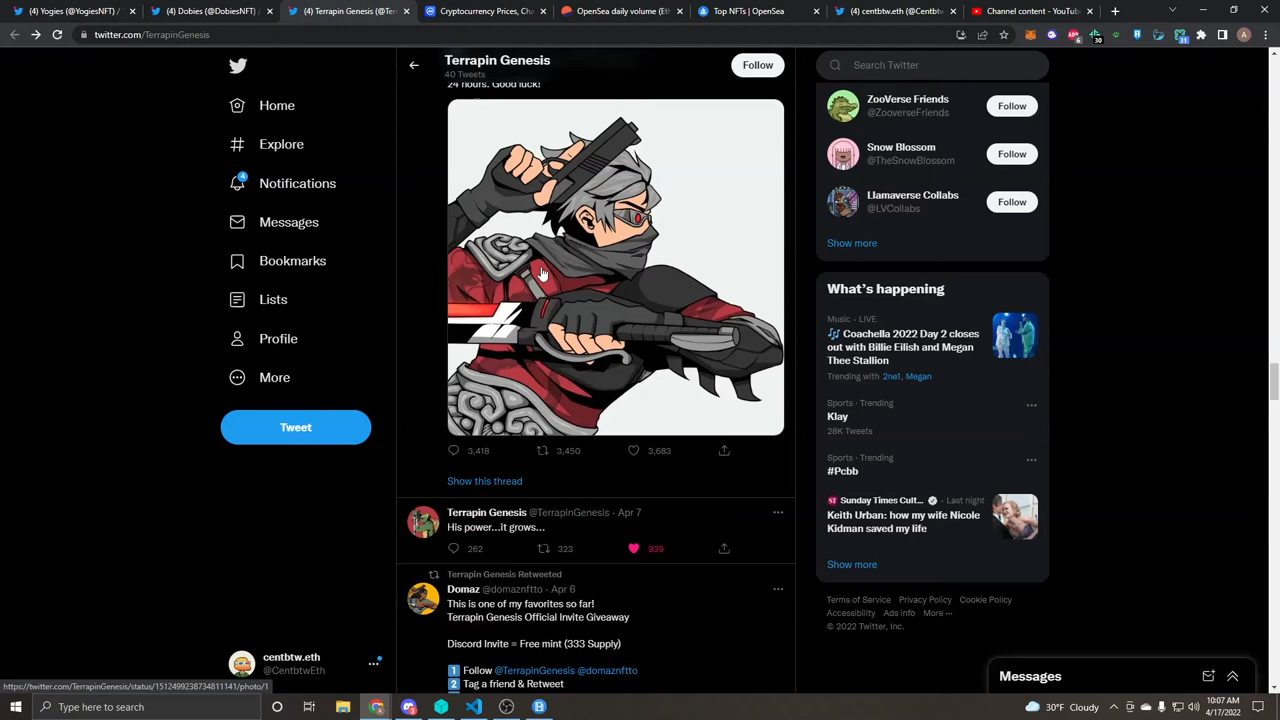 (4) Yogies (@YogiesNFT) /
(4) Dobies (@DobiesNFT) /
(4) Terrapin Genesis (@Ter
Cryptocurrency Prices, Cha
OpenSea daily volume (Eth
Top NFTs | OpenSea
(4) centbtw.eth (@Centbtw
Channel content - YouTube
twitter.com/TerrapinGenesis
Home
Explore
4
Notifications
Messages
Bookmarks
Lists
Profile
More
Tweet
centbtw.eth
@CentbtwEth
Terrapin Genesis
40 Tweets
Follow
24 hours. Good luck!
3,418
3,450
3,683
Show this thread
Terrapin Genesis @TerrapinGenesis · Apr 7
His power...it grows...
262
323
939
Terrapin Genesis Retweeted
Domaz @domaznftto · Apr 6
This is one of my favorites so far!
Terrapin Genesis Official Invite Giveaway
Discord Invite = Free mint (333 Supply)
1 Follow @TerrapinGenesis @domaznftto
2 Tag a friend & Retweet
Search Twitter
ZooVerse Friends
@ZooverseFriends
Follow
Snow Blossom
@TheSnowBlossom
Follow
Llamaverse Collabs
@LVCollabs
Follow
Show more
What's happening
Music · LIVE
Coachella 2022 Day 2 closes
out with Billie Eilish and Megan
Thee Stallion
Trending with 2ne1, Megan
Sports · Trending
Klay
28K Tweets
Sports · Trending
#Pcbb
Sunday Times Cult... · Last night
Keith Urban: how my wife Nicole
Kidman saved my life
Show more
Terms of Service Privacy Policy Cookie Policy
Accessibility Ads info More ···
© 2022 Twitter, Inc.
Messages
https://twitter.com/TerrapinGenesis/status/1512499238734811141/photo/1
Type here to search
30°F Cloudy
10:07 AM
4/17/2022